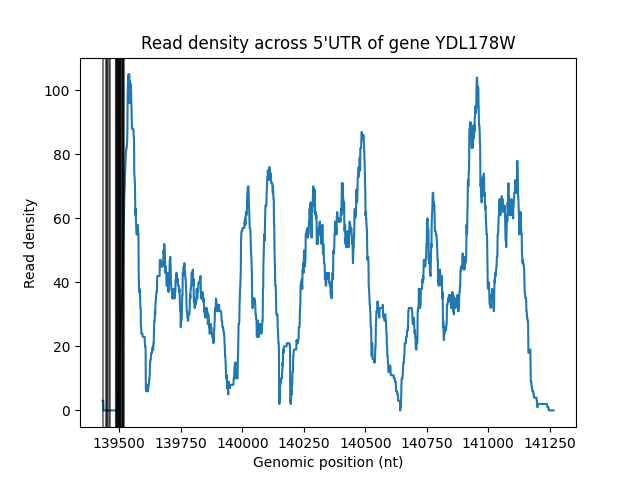 Read density across 5'UTR of gene YDL178W
Read density
100
80
60
40
20
0
139500 139750 140000 140250 140500 140750 141000 141250
Genomic position (nt)